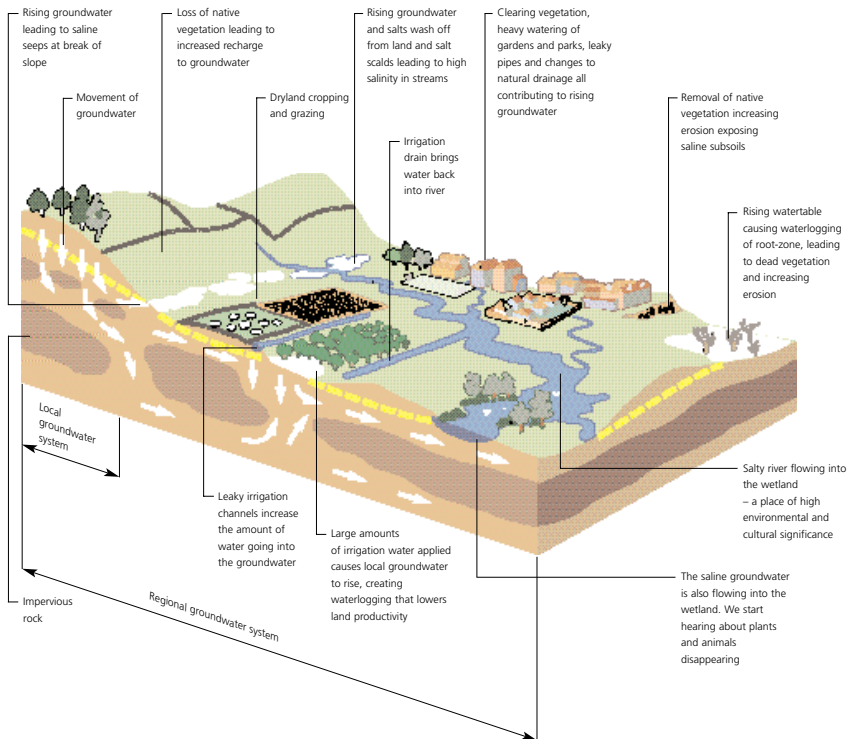 Rising groundwater
leading to saline
seeps at break of
slope
Loss of native
vegetation leading to
increased recharge
to groundwater
Rising groundwater
and salts wash off
from land and salt
scalds leading to high
salinity in streams
Clearing vegetation,
heavy watering of
gardens and parks, leaky
pipes and changes to
natural drainage all
contributing to rising
groundwater
Movement of
groundwater
Dryland cropping
and grazing
Removal of native
vegetation increasing
erosion exposing
saline subsoils
Irrigation
drain brings
water back
into river
Rising watertable
causing waterlogging
of root-zone, leading
to dead vegetation
and increasing
erosion
Local
groundwater
system
Leaky irrigation
channels increase
the amount of
water going into
the groundwater
Large amounts
of irrigation water applied
causes local groundwater
to rise, creating
waterlogging that lowers
land productivity
Salty river flowing into
the wetland
– a place of high
environmental and
cultural significance
The saline groundwater
is also flowing into the
wetland. We start
hearing about plants
and animals
disappearing
Impervious
rock
Regional groundwater system